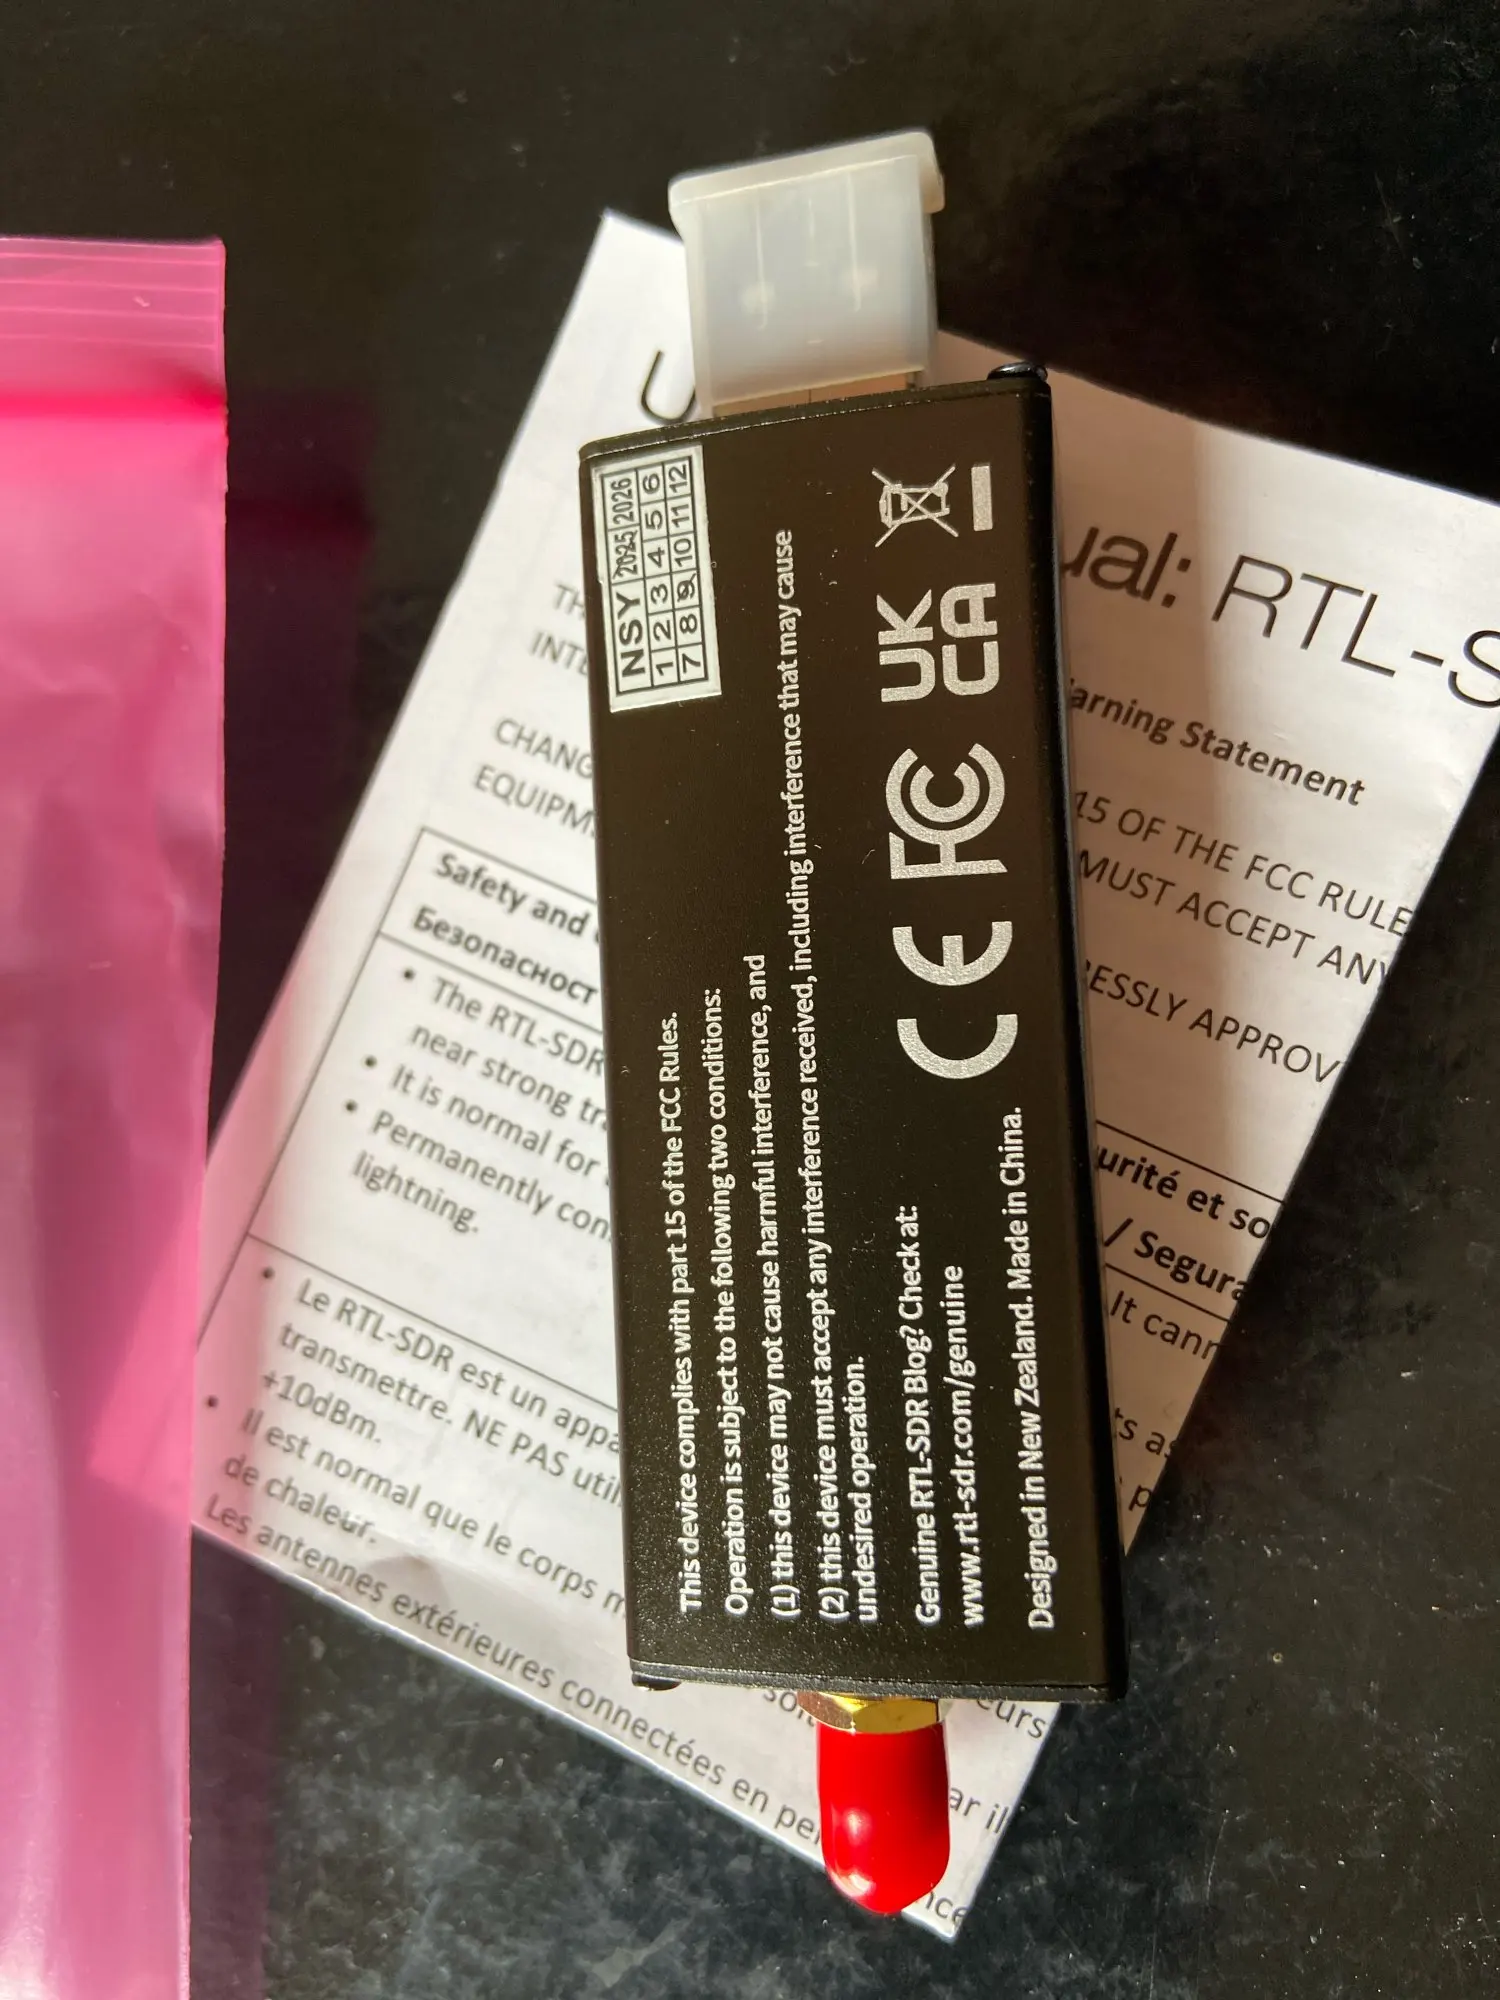 NSY 2025 2026
1 2 3 4 5 6
7 8 9 10 11 12
This device complies with part 15 of the FCC Rules.
Operation is subject to the following two conditions:
(1) this device may not cause harmful interference, and
(2) this device must accept any interference received, including interference that may cause
undesired operation.
Genuine RTL-SDR Blog? Check at:
www.rtl-sdr.com/genuine
Designed in New Zealand. Made in China.
CE FC UK
CA
ual: RTL-S
arning Statement
15 OF THE FCC RULE
MUST ACCEPT ANY
CHANG
RESSLY APPROV
EQUIPM
Safety and
urité et so
Безопасност
/ Segura
The RTL-SDR
It cann
near strong tr
It is normal for
Permanently con
lightning.
Le RTL-SDR est un appa
transmettre. NE PAS util
+10dBm.
Il est normal que le corps m
de chaleur.
Les antennes extérieures connectées en per